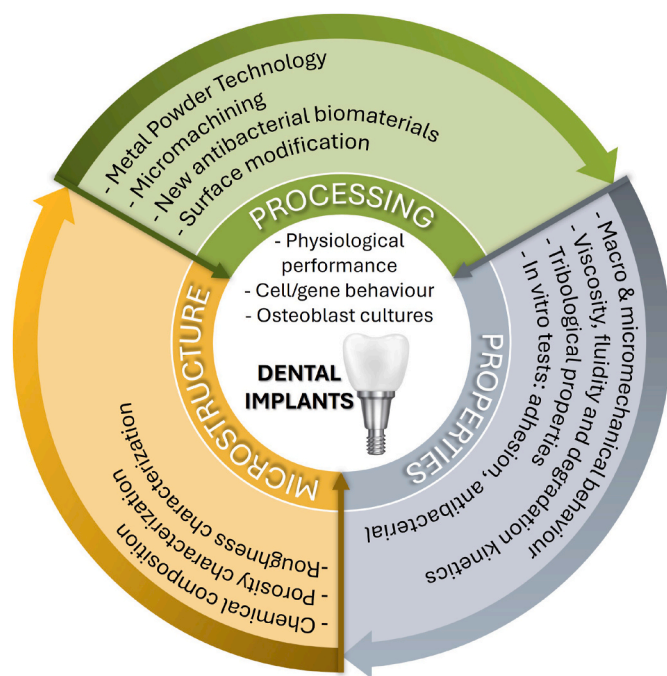 - Metal Powder Technology
- Micromachining
- New antibacterial biomaterials
- Surface modification
PROCESSING
- Physiological
performance
- Cell/gene behaviour
- Osteoblast cultures
DENTAL
IMPLANTS
PROPERTIES
- Macro & micromechanical behaviour
- Viscosity, fluidity and degradation kinetics
- Tribological properties
- In vitro tests: adhesion, antibacterial
MICROSTRUCTURE
- Chemical composition
- Porosity characterization
-Roughness characterization